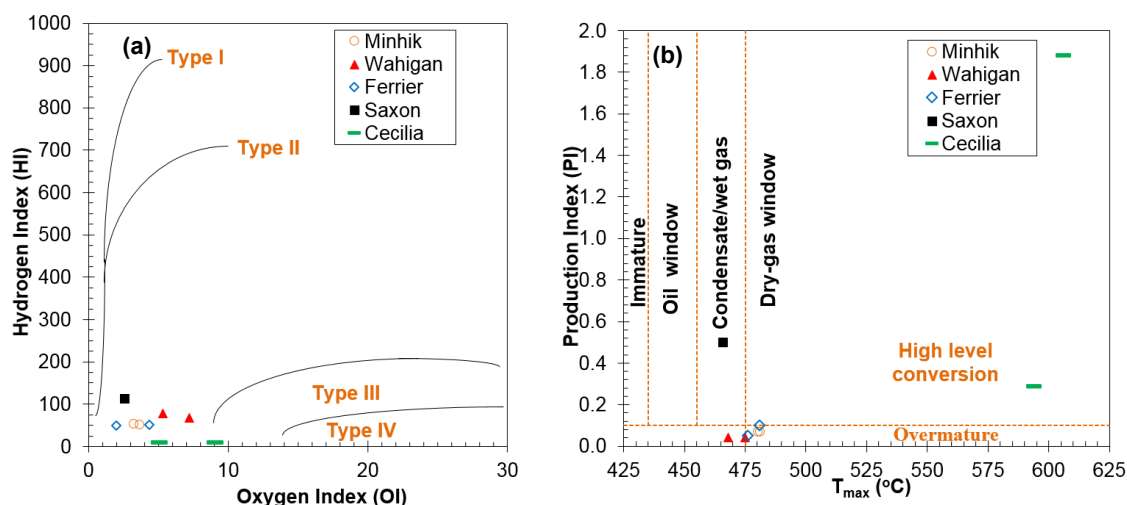 (a)
Hydrogen Index (HI)
1000
900
800
700
600
500
400
300
200
100
0
Type I
Type II
Type III
Type IV
Minhik
Wahigan
Ferrier
Saxon
Cecilia
0 10 20 30
Oxygen Index (OI)
(b)
Production Index (PI)
2.0
1.8
1.6
1.4
1.2
1.0
0.8
0.6
0.4
0.2
0.0
Immature
Oil window
Condensate/wet gas
Dry-gas window
Minhik
Wahigan
Ferrier
Saxon
Cecilia
High level
conversion
Overmature
425 450 475 500 525 550 575 600 625
Tmax (oC)